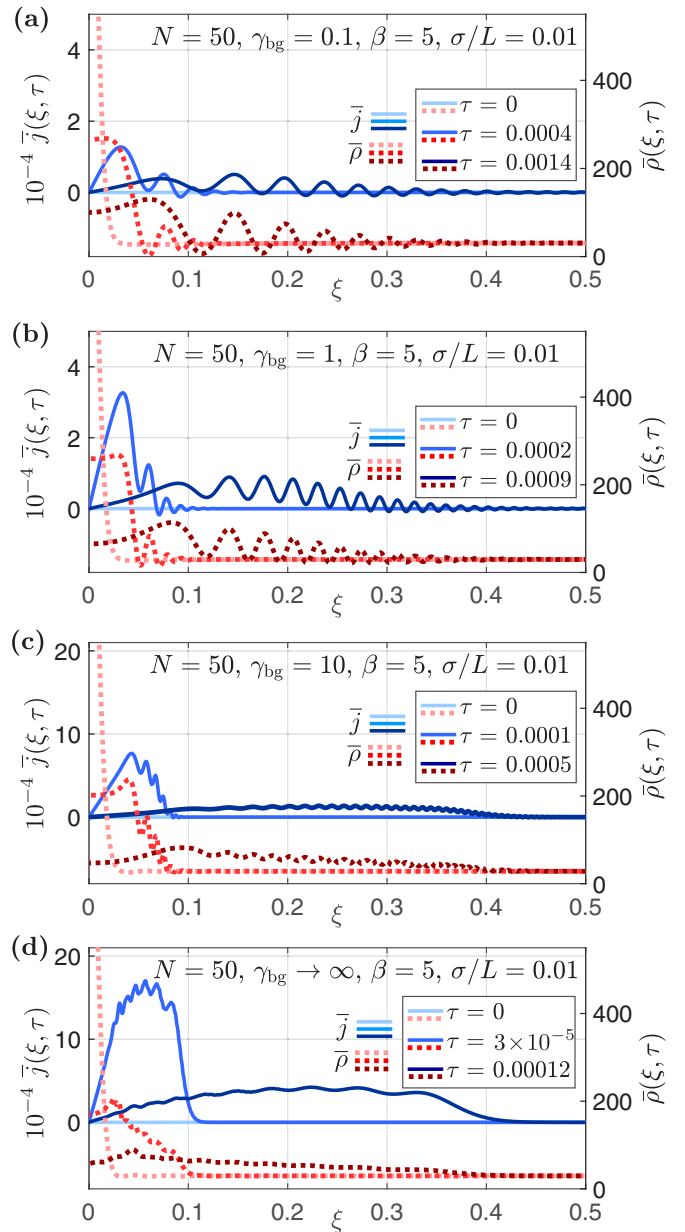 (a)
N = 50, γbg = 0.1, β = 5, σ/L = 0.01
10⁻⁴ j̄(ξ, τ)
4
2
0
ρ̄(ξ, τ)
400
200
0
j̄
ρ̄
τ = 0
τ = 0.0004
τ = 0.0014
0 0.1 0.2 0.3 0.4 0.5
ξ
(b)
N = 50, γbg = 1, β = 5, σ/L = 0.01
10⁻⁴ j̄(ξ, τ)
4
2
0
ρ̄(ξ, τ)
400
200
0
j̄
ρ̄
τ = 0
τ = 0.0002
τ = 0.0009
0 0.1 0.2 0.3 0.4 0.5
ξ
(c)
N = 50, γbg = 10, β = 5, σ/L = 0.01
10⁻⁴ j̄(ξ, τ)
20
10
0
ρ̄(ξ, τ)
400
200
0
j̄
ρ̄
τ = 0
τ = 0.0001
τ = 0.0005
0 0.1 0.2 0.3 0.4 0.5
ξ
(d)
N = 50, γbg → ∞, β = 5, σ/L = 0.01
10⁻⁴ j̄(ξ, τ)
20
10
0
ρ̄(ξ, τ)
400
200
0
j̄
ρ̄
τ = 0
τ = 3×10⁻⁵
τ = 0.00012
0 0.1 0.2 0.3 0.4 0.5
ξ